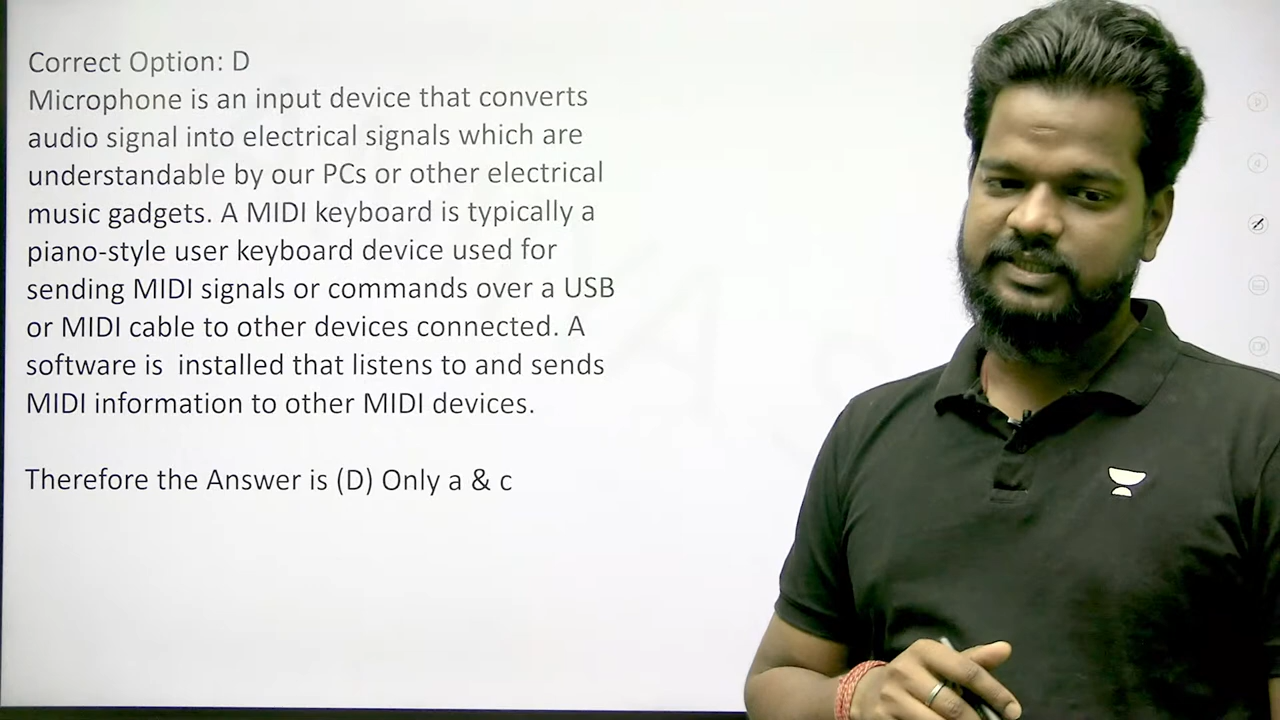 Correct Option: D
Microphone is an input device that converts
audio signal into electrical signals which are
understandable by our PCs or other electrical
music gadgets. A MIDI keyboard is typically a
piano-style user keyboard device used for
sending MIDI signals or commands over a USB
or MIDI cable to other devices connected. A
software is  installed that listens to and sends
MIDI information to other MIDI devices.
Therefore the Answer is (D) Only a & c